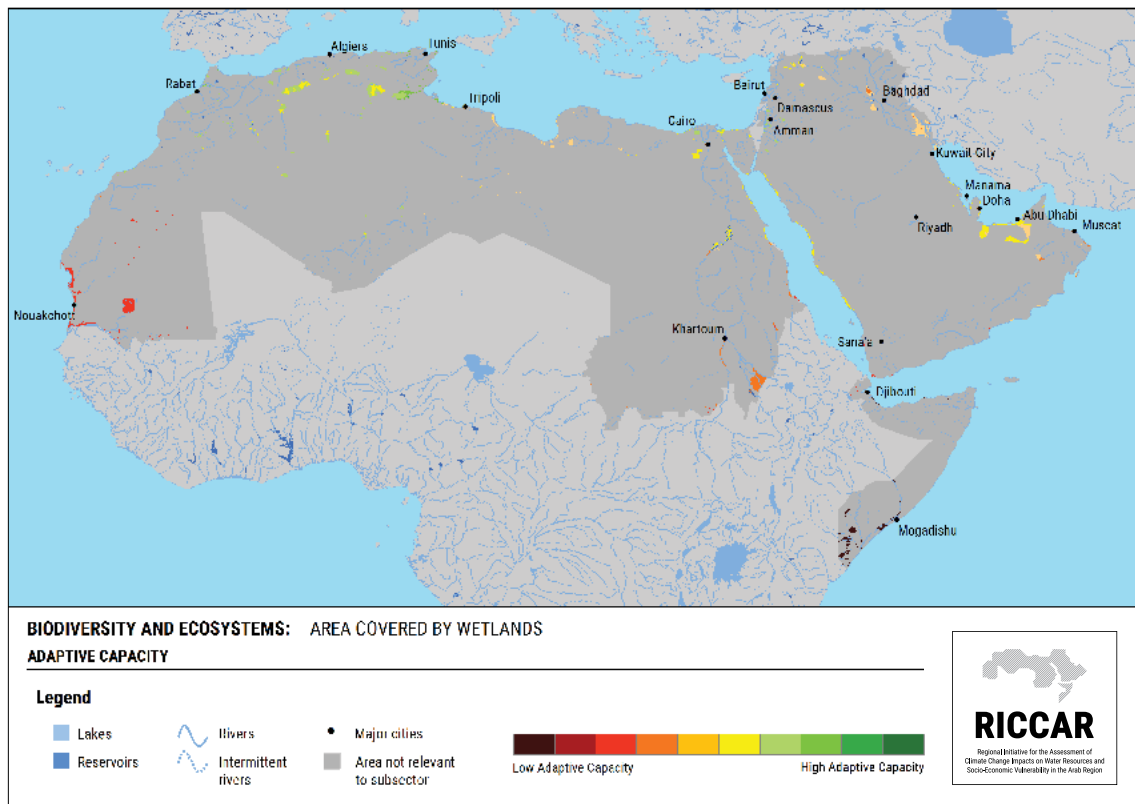 Algiers
Tunis
Rabat
Tripoli
Beirut
Damascus
Baghdad
Cairo
Amman
Kuwait City
Manama
Doha
Abu Dhabi
Muscat
Riyadh
Nouakchott
Khartoum
Sana'a
Djibouti
Mogadishu
BIODIVERSITY AND ECOSYSTEMS: AREA COVERED BY WETLANDS
ADAPTIVE CAPACITY
Legend
Lakes
Reservoirs
Rivers
Intermittent
rivers
Major cities
Area not relevant
to subsector
Low Adaptive Capacity
High Adaptive Capacity
RICCAR
Regional Initiative for the Assessment of
Climate Change Impacts on Water Resources and
Socio-Economic Vulnerability in the Arab Region